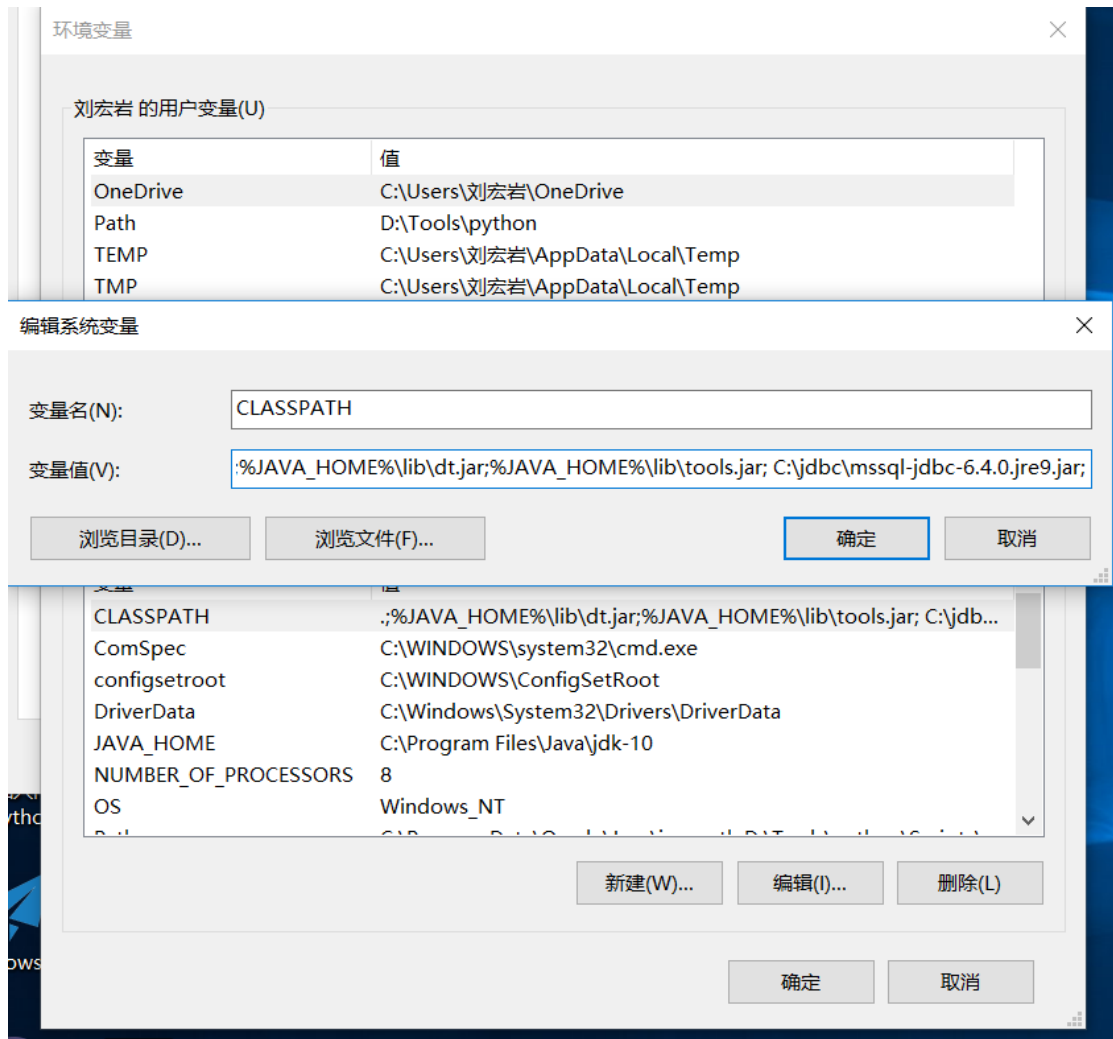 环境变量
刘宏岩 的用户变量(U)
变量 值
OneDrive C:\Users\刘宏岩\OneDrive
Path D:\Tools\python
TEMP C:\Users\刘宏岩\AppData\Local\Temp
TMP C:\Users\刘宏岩\AppData\Local\Temp
编辑系统变量
变量名(N): CLASSPATH
变量值(V): ;%JAVA_HOME%\lib\dt.jar;%JAVA_HOME%\lib\tools.jar; C:\jdbc\mssql-jdbc-6.4.0.jre9.jar;
浏览目录(D)... 浏览文件(F)... 确定 取消
变量 值
CLASSPATH .;%JAVA_HOME%\lib\dt.jar;%JAVA_HOME%\lib\tools.jar; C:\jdb...
ComSpec C:\WINDOWS\system32\cmd.exe
configsetroot C:\WINDOWS\ConfigSetRoot
DriverData C:\Windows\System32\Drivers\DriverData
JAVA_HOME C:\Program Files\Java\jdk-10
NUMBER_OF_PROCESSORS 8
OS Windows_NT
新建(W)... 编辑(I)... 删除(L)
确定 取消